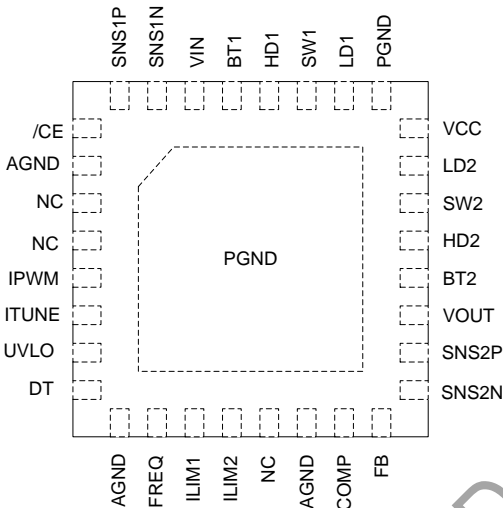 SNS1P
SNS1N
VIN
BT1
HD1
SW1
LD1
PGND
/CE
AGND
NC
NC
IPWM
ITUNE
UVLO
DT
PGND
VCC
LD2
SW2
HD2
BT2
VOUT
SNS2P
SNS2N
AGND
FREQ
ILIM1
ILIM2
NC
AGND
COMP
FB